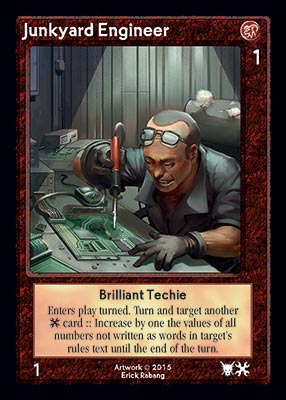 Junkyard Engineer
1
Brilliant Techie
Enters play turned. Turn and target another
card :: Increase by one the values of all
numbers not written as words in target's
rules text until the end of the turn.
1
Artwork © 2015
Erick Rabang